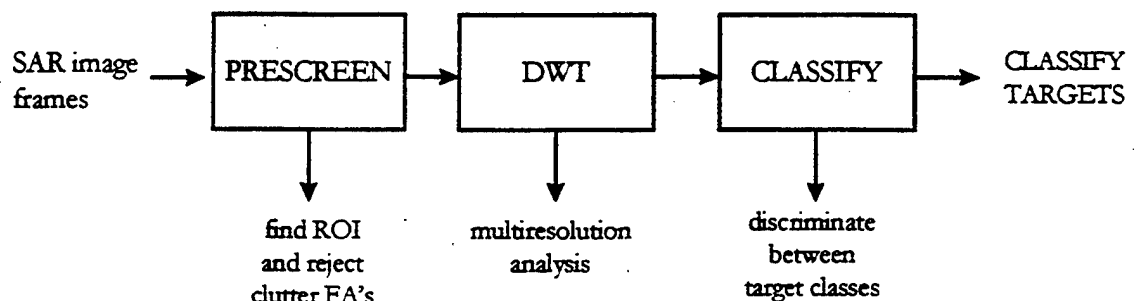 SAR image
frames
PRESCREEN
DWT
CLASSIFY
CLASSIFY
TARGETS
find ROI
and reject
clutter FA's
multiresolution
analysis
discriminate
between
target classes